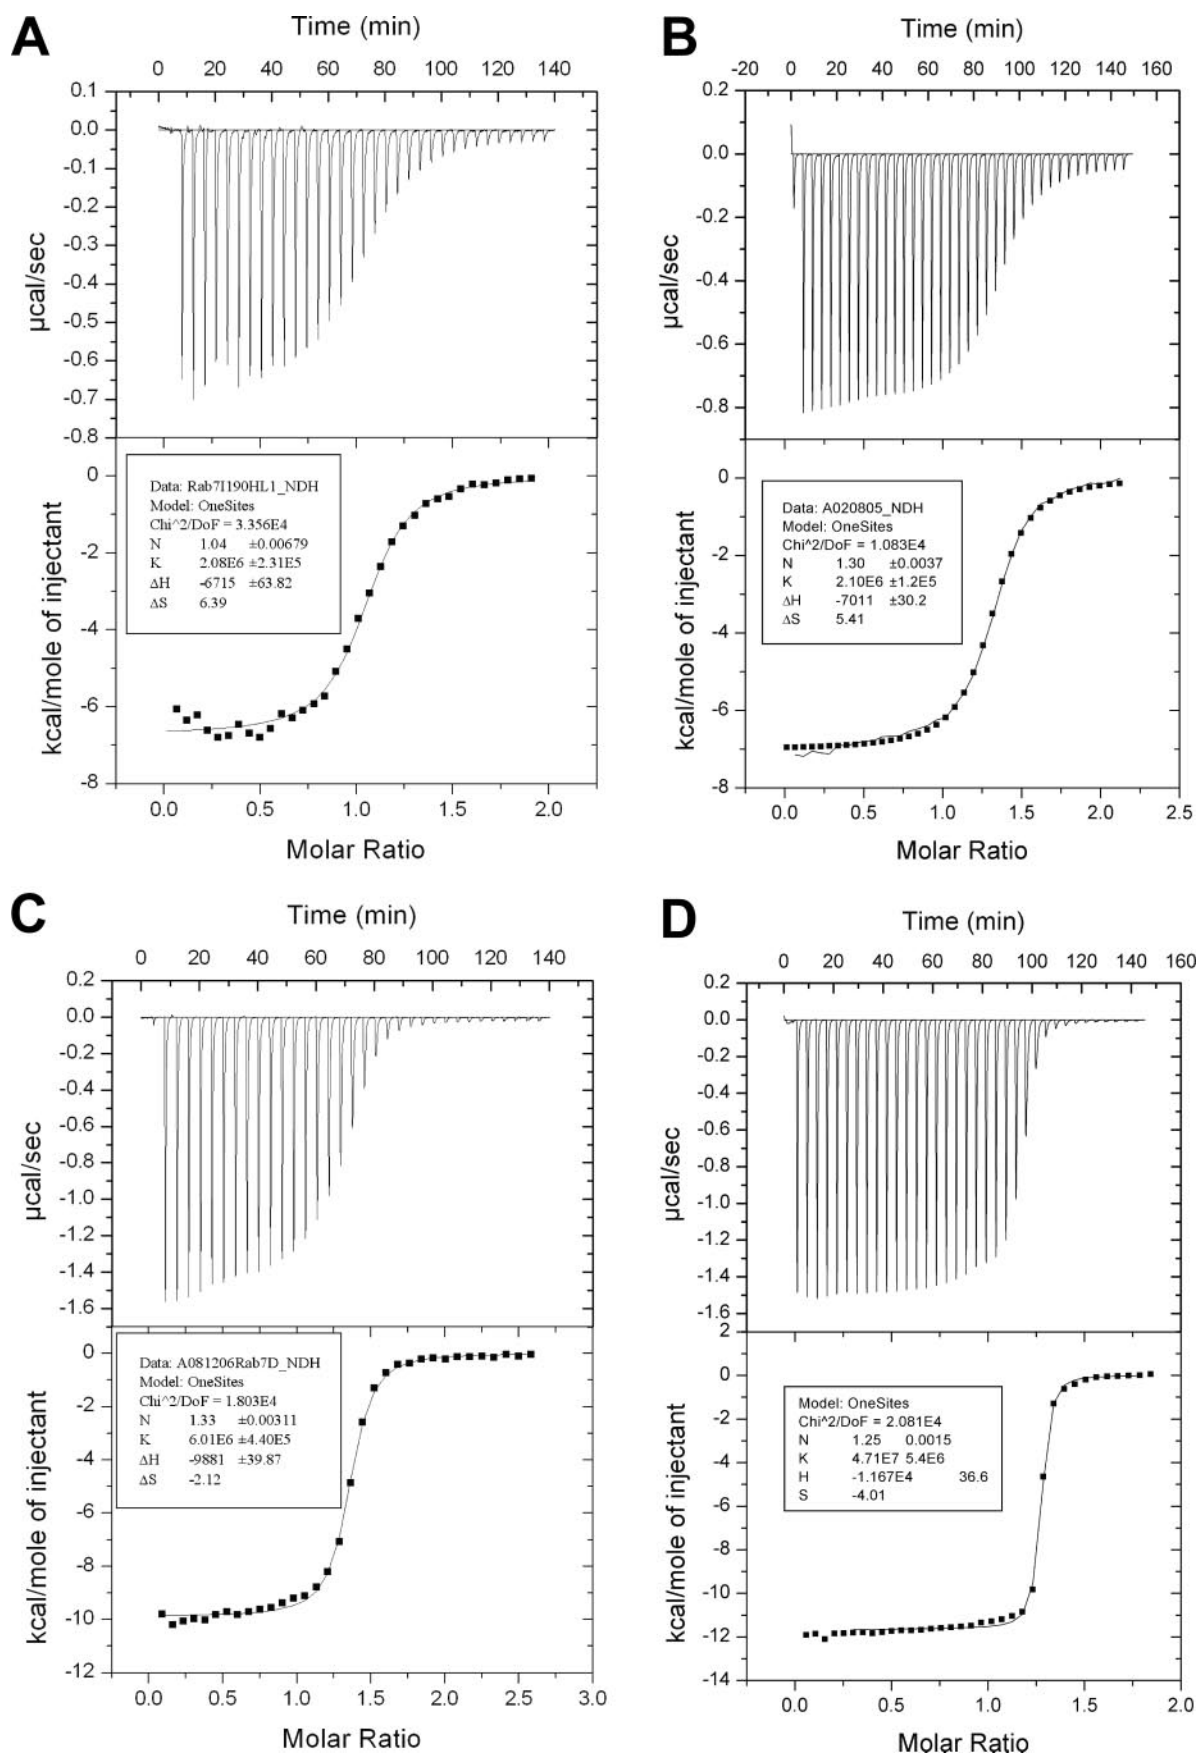 A
Time (min)
0 20 40 60 80 100 120 140
0.1
0.0
-0.1
-0.2
-0.3
-0.4
-0.5
-0.6
-0.7
-0.8
µcal/sec
0
-2
-4
-6
-8
kcal/mole of injectant
Data: Rab7I190HL1_NDH
Model: OneSites
Chi^2/DoF = 3.356E4
N 1.04 ±0.00679
K 2.08E6 ±2.31E5
ΔH -6715 ±63.82
ΔS 6.39
0.0 0.5 1.0 1.5 2.0
Molar Ratio
B
Time (min)
-20 0 20 40 60 80 100 120 140 160
0.2
0.0
-0.2
-0.4
-0.6
-0.8
µcal/sec
0
-2
-4
-6
-8
kcal/mole of injectant
Data: A020805_NDH
Model: OneSites
Chi^2/DoF = 1.083E4
N 1.30 ±0.0037
K 2.10E6 ±1.2E5
ΔH -7011 ±30.2
ΔS 5.41
0.0 0.5 1.0 1.5 2.0 2.5
Molar Ratio
C
Time (min)
0 20 40 60 80 100 120 140
0.2
0.0
-0.2
-0.4
-0.6
-0.8
-1.0
-1.2
-1.4
-1.6
µcal/sec
0
-2
-4
-6
-8
-10
-12
kcal/mole of injectant
Data: A081206Rab7D_NDH
Model: OneSites
Chi^2/DoF = 1.803E4
N 1.33 ±0.00311
K 6.01E6 ±4.40E5
ΔH -9881 ±39.87
ΔS -2.12
0.0 0.5 1.0 1.5 2.0 2.5 3.0
Molar Ratio
D
Time (min)
0 20 40 60 80 100 120 140 160
0.2
0.0
-0.2
-0.4
-0.6
-0.8
-1.0
-1.2
-1.4
-1.6
µcal/sec
2
0
-2
-4
-6
-8
-10
-12
-14
kcal/mole of injectant
Model: OneSites
Chi^2/DoF = 2.081E4
N 1.25 0.0015
K 4.71E7 5.4E6
H -1.167E4 36.6
S -4.01
0.0 0.5 1.0 1.5 2.0
Molar Ratio